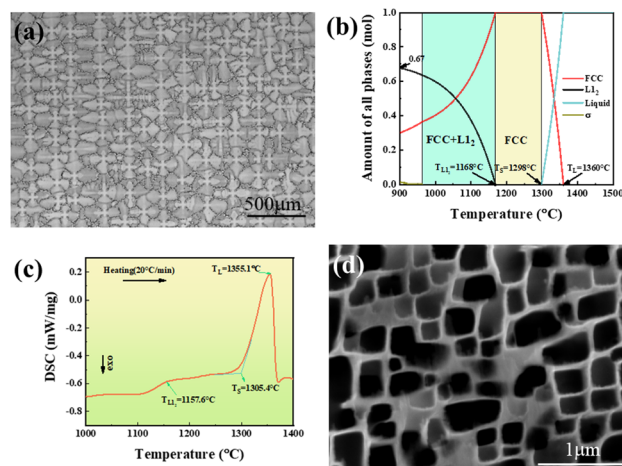 (a)
500μm
(b)
Amount of all phases (mol)
1.0
0.8
0.6
0.4
0.2
0.0
0.67
FCC
L1₂
Liquid
σ
FCC+L1₂
FCC
T_L1₂=1168°C
T_S=1298°C
T_L=1360°C
900 1000 1100 1200 1300 1400 1500
Temperature (°C)
(c)
DSC (mW/mg)
0.2
0.0
-0.2
-0.4
-0.6
-0.8
Heating(20°C/min)
T_L=1355.1°C
exo
T_L1₂=1157.6°C
T_S=1305.4°C
1000 1100 1200 1300 1400
Temperature (°C)
(d)
1μm